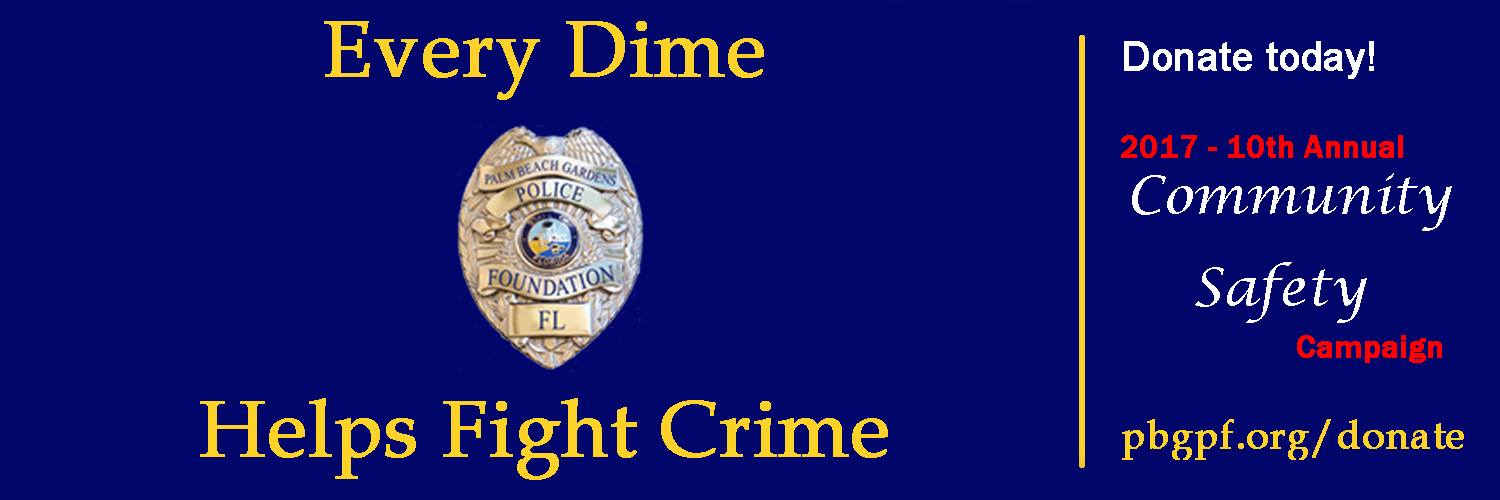 Every Dime
PALM BEACH GARDENS
POLICE
FLORIDA
FOUNDATION
FL
Helps Fight Crime
Donate today!
2017 - 10th Annual
Community
Safety
Campaign
pbgpf.org/donate